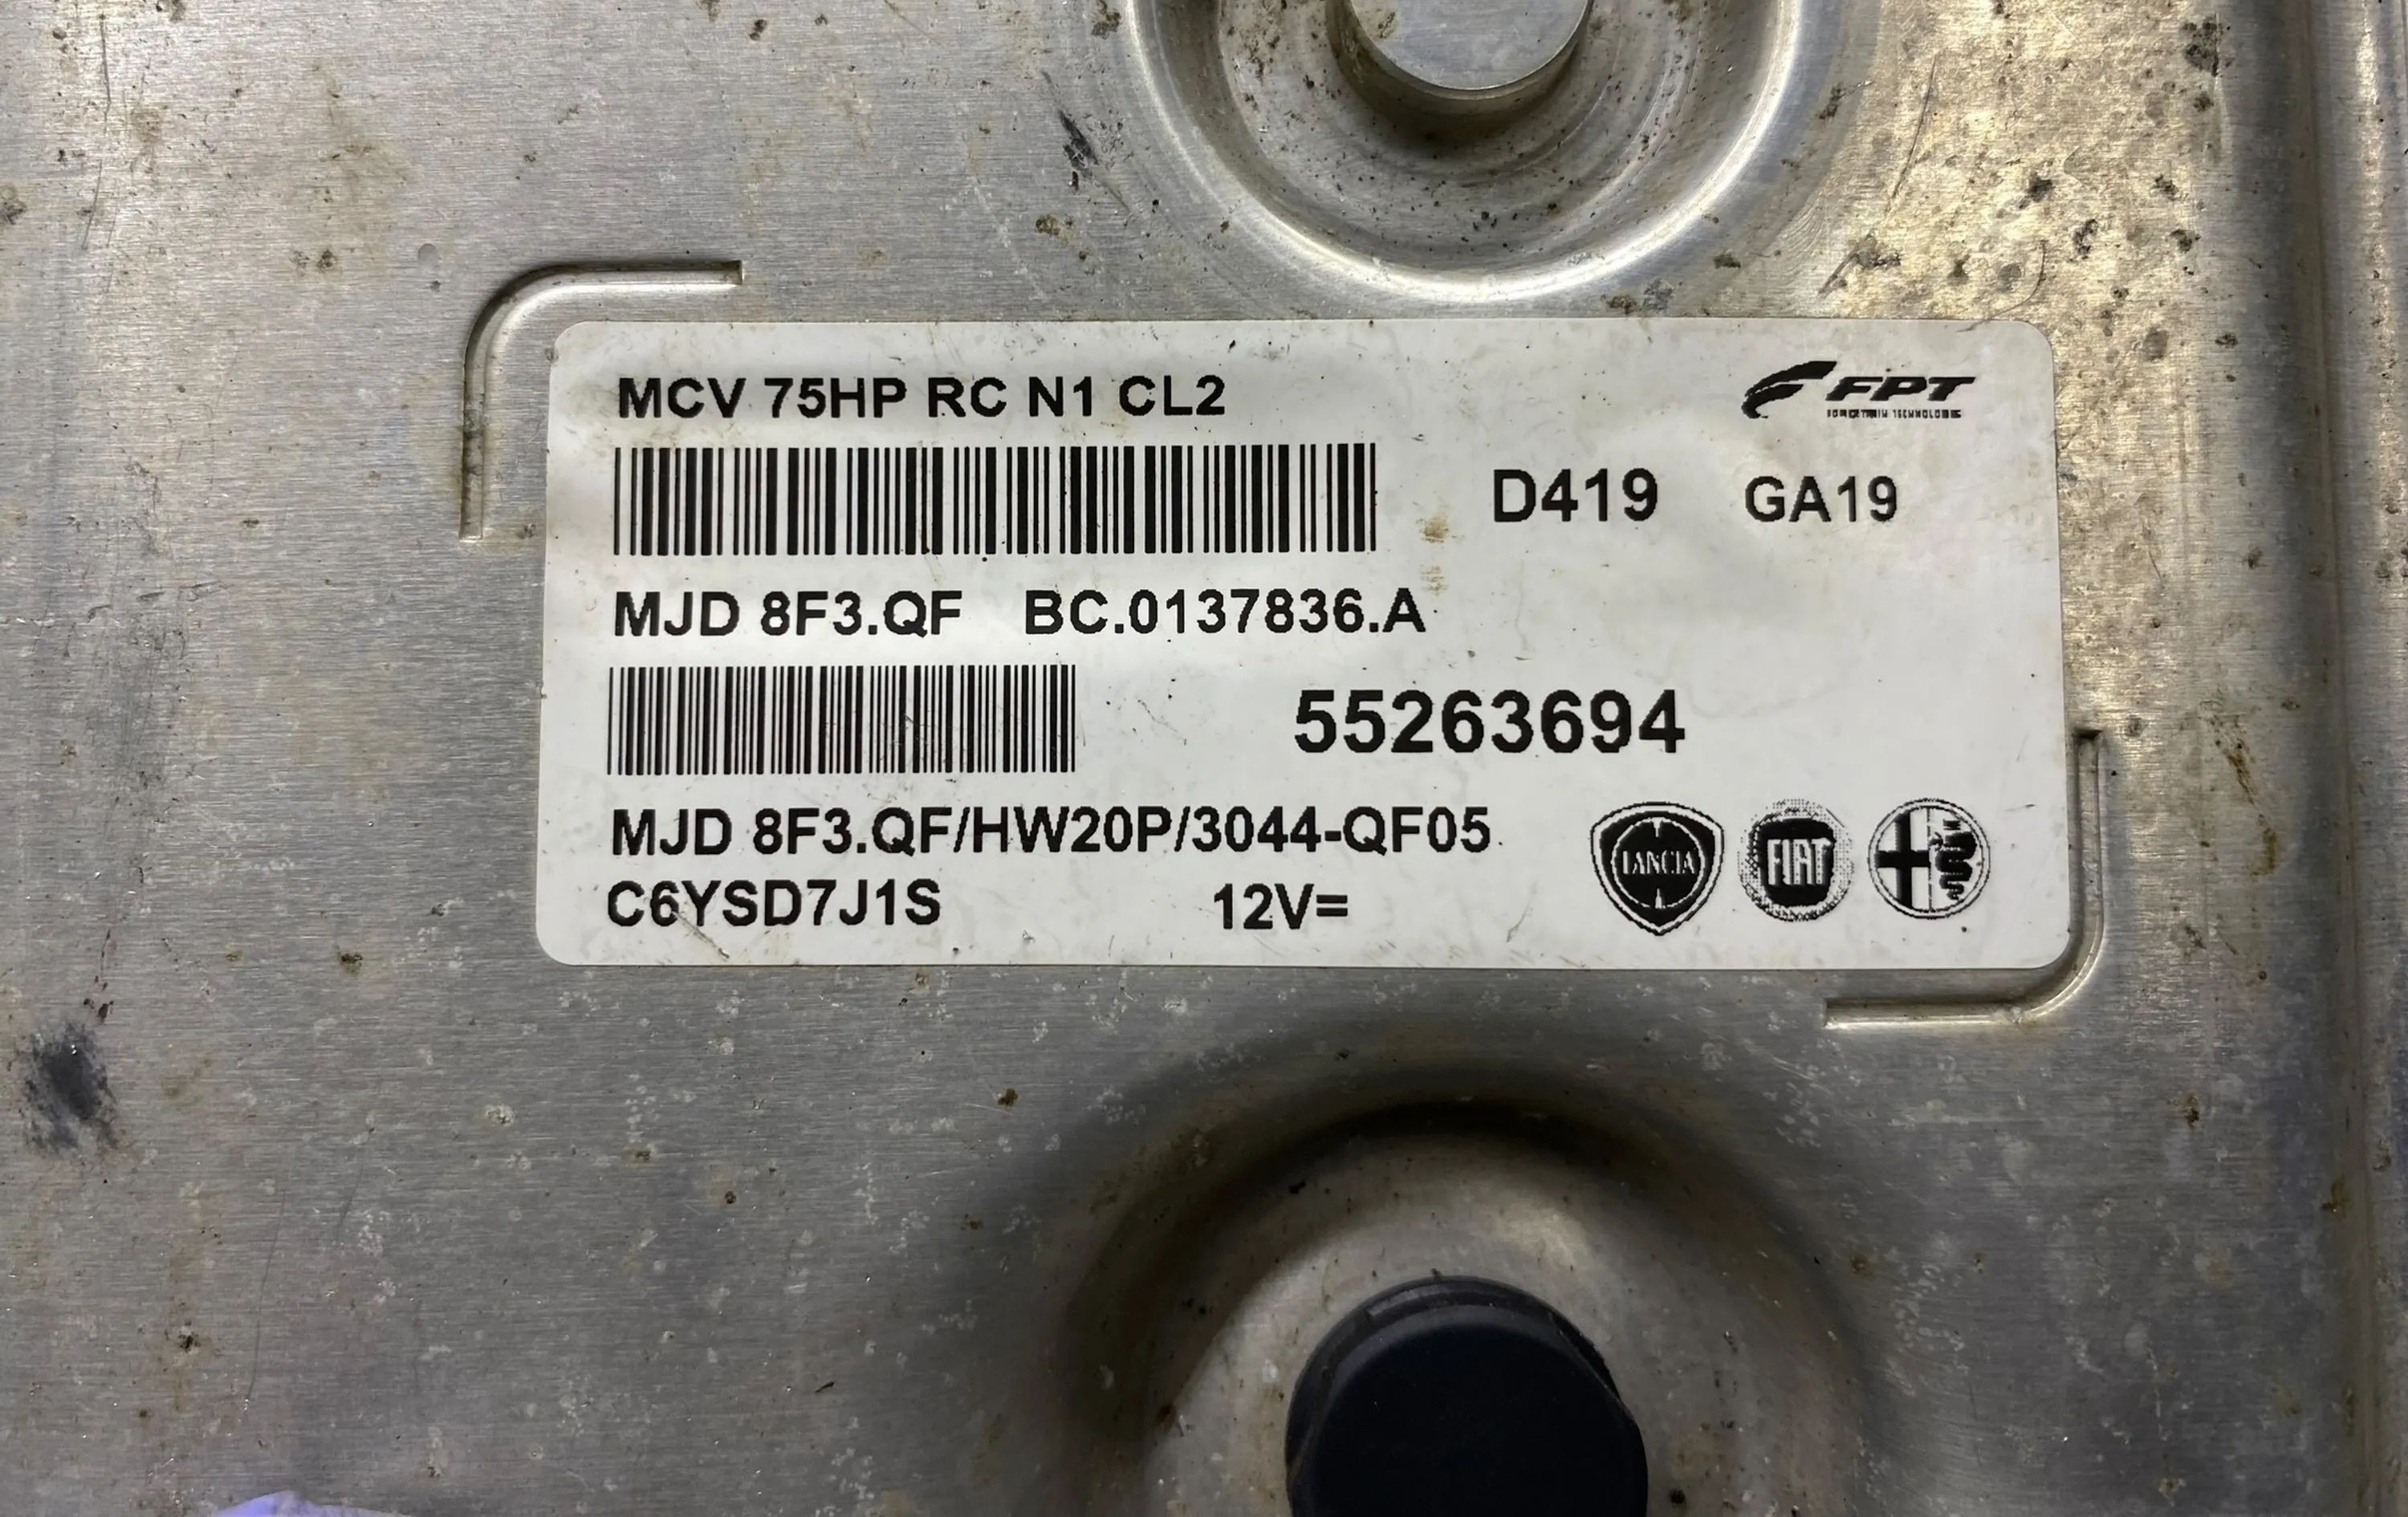 MCV 75HP RC N1 CL2
FPT
D419 GA19
MJD 8F3.QF BC.0137836.A
55263694
MJD 8F3.QF/HW20P/3044-QF05
LANCIA FIAT
C6YSD7J1S 12V=